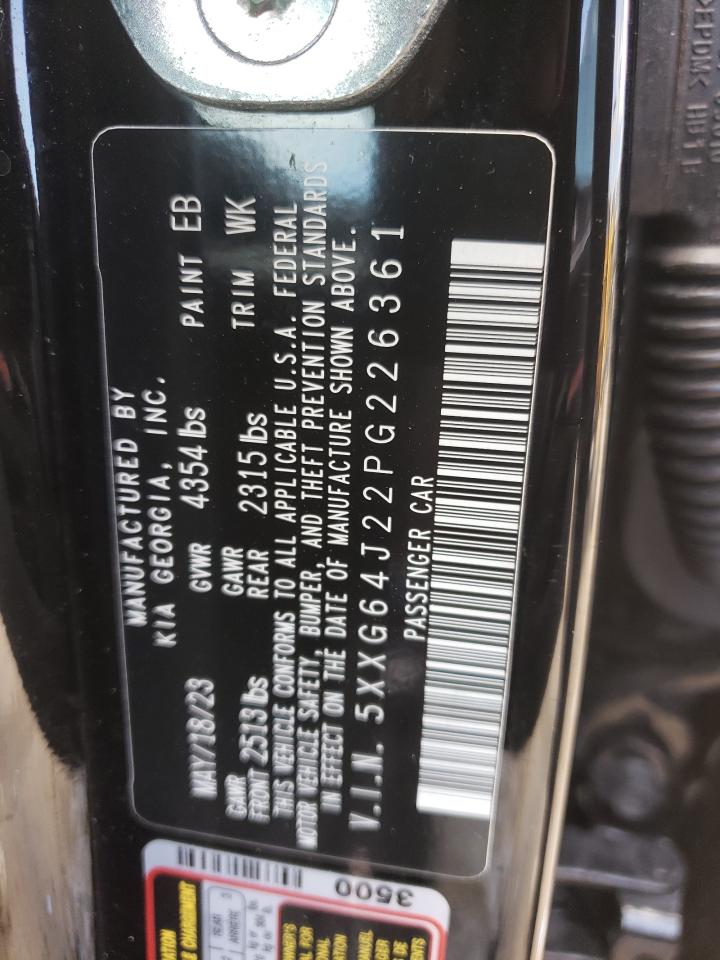 MANUFACTURED BY
KIA GEORGIA, INC.
MAY/18/23 GVWR 4354 lbs PAINT EB
GAWR FRONT 2513 lbs GAWR REAR 2315 lbs TRIM WK
THIS VEHICLE CONFORMS TO ALL APPLICABLE U.S.A. FEDERAL
MOTOR VEHICLE SAFETY, BUMPER, AND THEFT PREVENTION STANDARDS
IN EFFECT ON THE DATE OF MANUFACTURE SHOWN ABOVE.
V.I.N. 5XXG64J22PG226361
PASSENGER CAR
3500